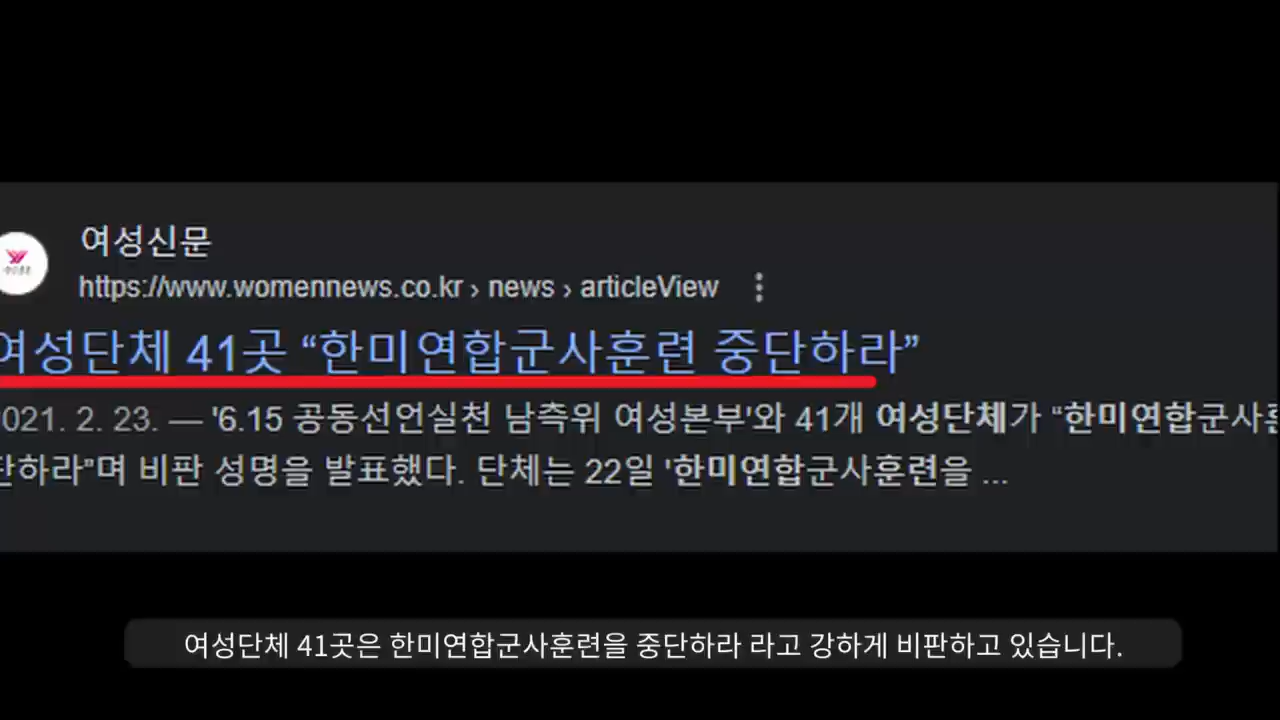 여성신문
https://www.womennews.co.kr › news › articleView
여성단체 41곳 “한미연합군사훈련 중단하라”
2021. 2. 23. — '6.15 공동선언실천 남측위 여성본부'와 41개 여성단체가 “한미연합군사훈
단하라”며 비판 성명을 발표했다. 단체는 22일 '한미연합군사훈련을 ...
여성단체 41곳은 한미연합군사훈련을 중단하라 라고 강하게 비판하고 있습니다.